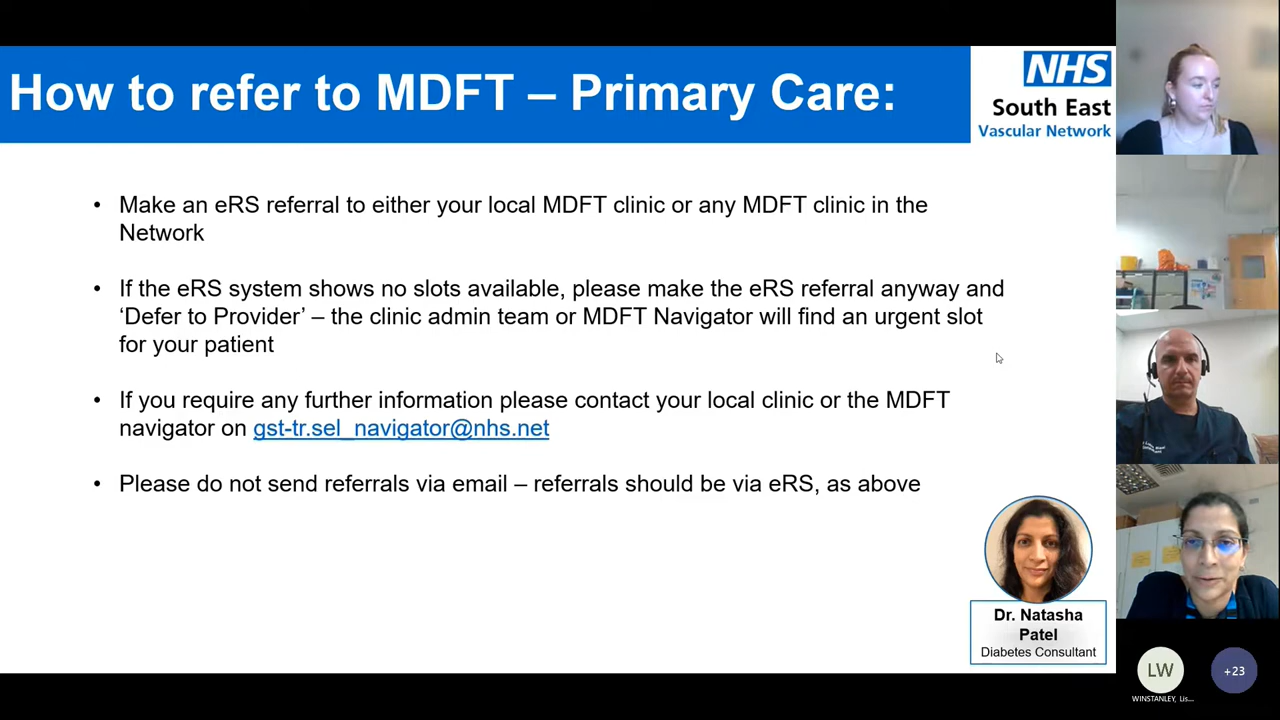 How to refer to MDFT – Primary Care:
NHS
South East
Vascular Network
• Make an eRS referral to either your local MDFT clinic or any MDFT clinic in the
Network
• If the eRS system shows no slots available, please make the eRS referral anyway and
‘Defer to Provider’ – the clinic admin team or MDFT Navigator will find an urgent slot
for your patient
• If you require any further information please contact your local clinic or the MDFT
navigator on gst-tr.sel_navigator@nhs.net
• Please do not send referrals via email – referrals should be via eRS, as above
Dr. Natasha
Patel
Diabetes Consultant
LW
+23
WINSTANLEY, Lis...